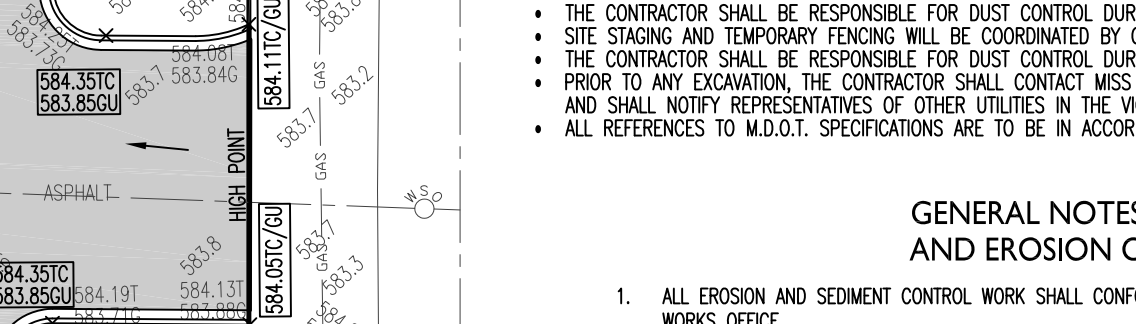 584.35TC
583.85GU
584.08T
583.84G
583.7
584.11TC/GU
GAS
583.2
583.7
GAS
HIGH POINT
ASPHALT
583.8
584.05TC/GU
583.7
GAS
583.3
W S O
584.35TC
583.85GU
584.19T
583.71G
584.13T
583.88G
• THE CONTRACTOR SHALL BE RESPONSIBLE FOR DUST CONTROL DUR
• SITE STAGING AND TEMPORARY FENCING WILL BE COORDINATED BY
• THE CONTRACTOR SHALL BE RESPONSIBLE FOR DUST CONTROL DUR
• PRIOR TO ANY EXCAVATION, THE CONTRACTOR SHALL CONTACT MISS
AND SHALL NOTIFY REPRESENTATIVES OF OTHER UTILITIES IN THE VI
• ALL REFERENCES TO M.D.O.T. SPECIFICATIONS ARE TO BE IN ACCOR
GENERAL NOTES
AND EROSION C
1. ALL EROSION AND SEDIMENT CONTROL WORK SHALL CONF
WORKS OFFICE